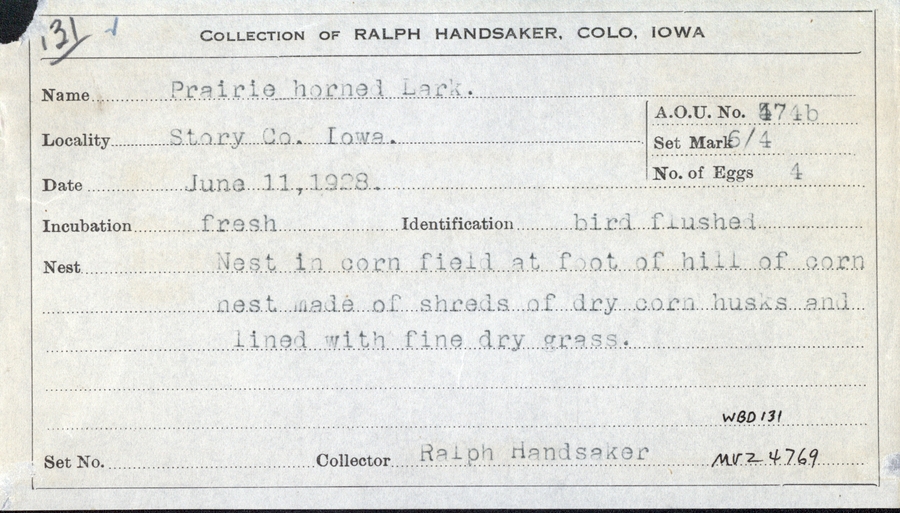 131
COLLECTION OF RALPH HANDSAKER, COLO, IOWA
Name Prairie horned Lark.
A.O.U. No. 474b
Locality Story Co. Iowa.
Set Mark 6/4
Date June 11,1928.
No. of Eggs 4
Incubation fresh Identification bird flushed
Nest Nest in corn field at foot of hill of corn
nest made of shreds of dry corn husks and
lined with fine dry grass.
WBD 131
Set No. Collector Ralph Handsaker MVZ 4769